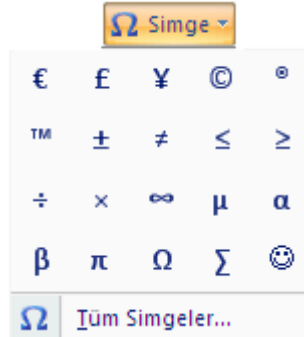 Ω Simge
€ £ ¥ © ®
™ ± ≠ ≤ ≥
÷ × ∞ µ α
β π Ω ∑ ☺
Ω Tüm Simgeler...